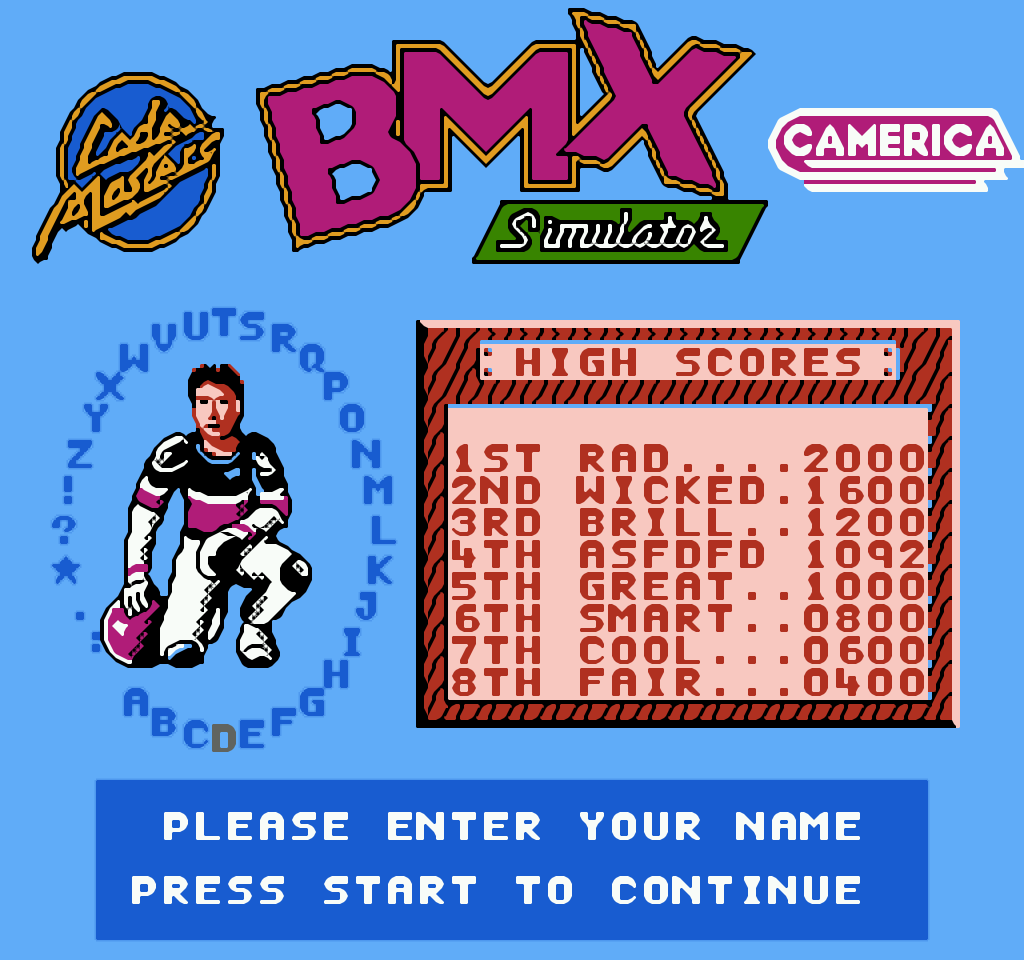 Code Masters
BMX
Simulator
CAMERICA
HIGH SCORES
1ST RAD....2000
2ND WICKED.1600
3RD BRILL..1200
4TH ASFDFD 1092
5TH GREAT..1000
6TH SMART..0800
7TH COOL...0600
8TH FAIR...0400
A B C D E F G H I J K L M N O P Q R S T U V W X Y Z ! ? ★ . :
PLEASE ENTER YOUR NAME
PRESS START TO CONTINUE